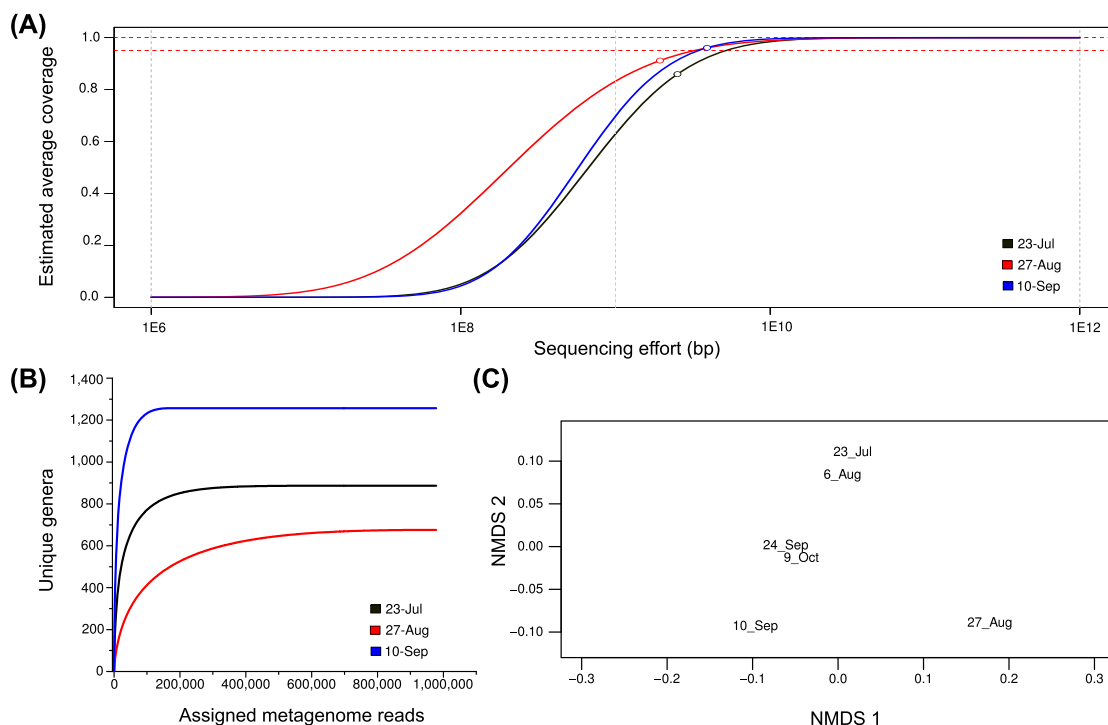 (A)
Estimated average coverage
1.0
0.8
0.6
0.4
0.2
0.0
23-Jul
27-Aug
10-Sep
1E6
1E8
1E10
1E12
Sequencing effort (bp)
(B)
Unique genera
1,400
1,200
1,000
800
600
400
200
0
23-Jul
27-Aug
10-Sep
0
200,000
400,000
600,000
800,000
1,000,000
Assigned metagenome reads
(C)
NMDS 2
0.10
0.05
0.00
−0.05
−0.10
23_Jul
6_Aug
24_Sep
9_Oct
10_Sep
27_Aug
−0.3
−0.2
−0.1
0.0
0.1
0.2
0.3
NMDS 1